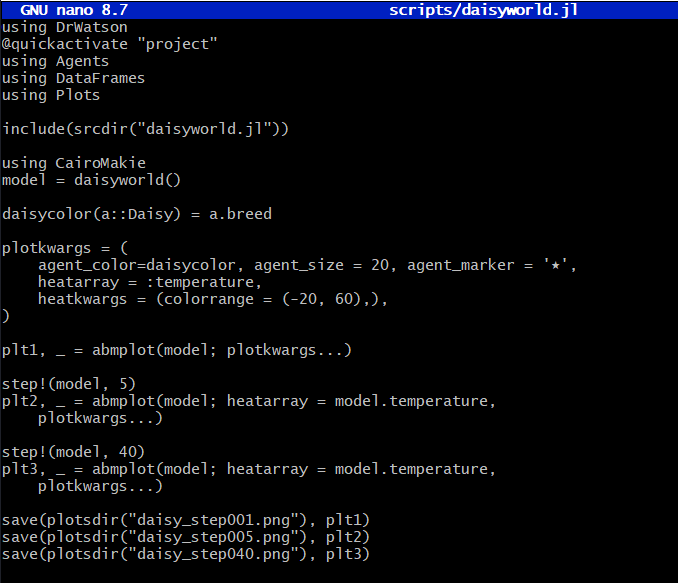 GNU nano 8.7 scripts/daisyworld.jl
using DrWatson
@quickactivate "project"
using Agents
using DataFrames
using Plots

include(srcdir("daisyworld.jl"))

using CairoMakie
model = daisyworld()

daisycolor(a::Daisy) = a.breed

plotkwargs = (
    agent_color=daisycolor, agent_size = 20, agent_marker = '★',
    heatarray = :temperature,
    heatkwargs = (colorrange = (-20, 60),),
)

plt1, _ = abmplot(model; plotkwargs...)

step!(model, 5)
plt2, _ = abmplot(model; heatarray = model.temperature,
    plotkwargs...)

step!(model, 40)
plt3, _ = abmplot(model; heatarray = model.temperature,
    plotkwargs...)

save(plotsdir("daisy_step001.png"), plt1)
save(plotsdir("daisy_step005.png"), plt2)
save(plotsdir("daisy_step040.png"), plt3)